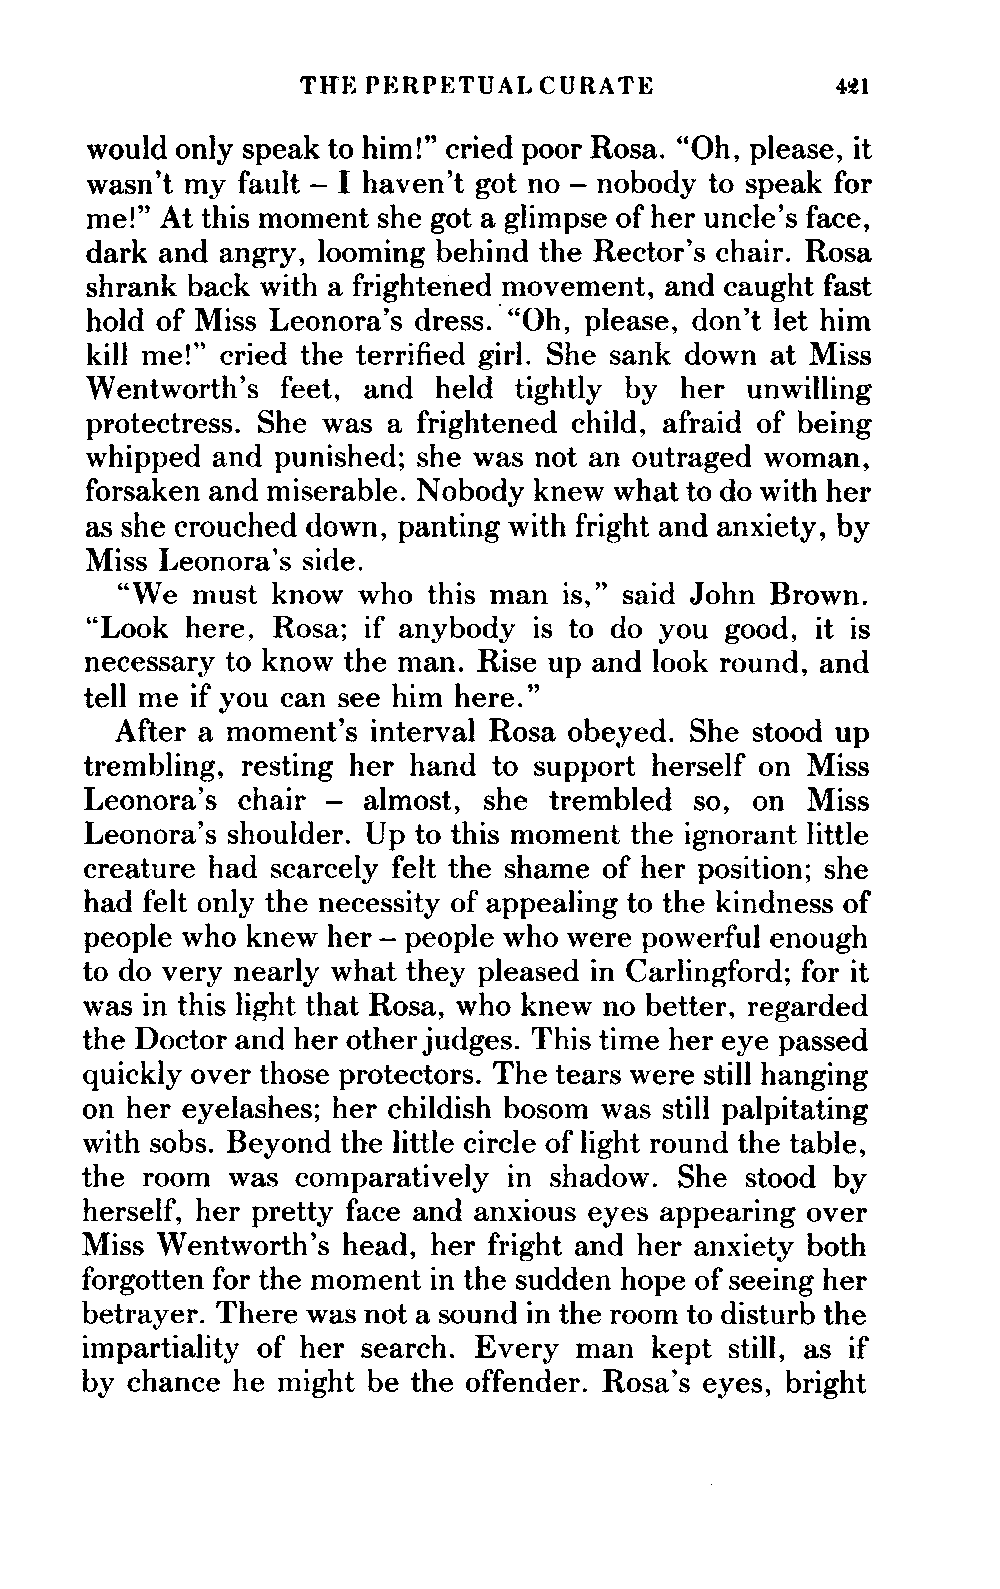 THE PERPETUAL CURATE 421
would only speak to him!” cried poor Rosa. “Oh, please, it
wasn’t my fault – I haven’t got no – nobody to speak for
me!” At this moment she got a glimpse of her uncle’s face,
dark and angry, looming behind the Rector’s chair. Rosa
shrank back with a frightened movement, and caught fast
hold of Miss Leonora’s dress. “Oh, please, don’t let him
kill me!” cried the terrified girl. She sank down at Miss
Wentworth’s feet, and held tightly by her unwilling
protectress. She was a frightened child, afraid of being
whipped and punished; she was not an outraged woman,
forsaken and miserable. Nobody knew what to do with her
as she crouched down, panting with fright and anxiety, by
Miss Leonora’s side.
“We must know who this man is,” said John Brown.
“Look here, Rosa; if anybody is to do you good, it is
necessary to know the man. Rise up and look round, and
tell me if you can see him here.”
After a moment’s interval Rosa obeyed. She stood up
trembling, resting her hand to support herself on Miss
Leonora’s chair – almost, she trembled so, on Miss
Leonora’s shoulder. Up to this moment the ignorant little
creature had scarcely felt the shame of her position; she
had felt only the necessity of appealing to the kindness of
people who knew her – people who were powerful enough
to do very nearly what they pleased in Carlingford; for it
was in this light that Rosa, who knew no better, regarded
the Doctor and her other judges. This time her eye passed
quickly over those protectors. The tears were still hanging
on her eyelashes; her childish bosom was still palpitating
with sobs. Beyond the little circle of light round the table,
the room was comparatively in shadow. She stood by
herself, her pretty face and anxious eyes appearing over
Miss Wentworth’s head, her fright and her anxiety both
forgotten for the moment in the sudden hope of seeing her
betrayer. There was not a sound in the room to disturb the
impartiality of her search. Every man kept still, as if
by chance he might be the offender. Rosa’s eyes, bright